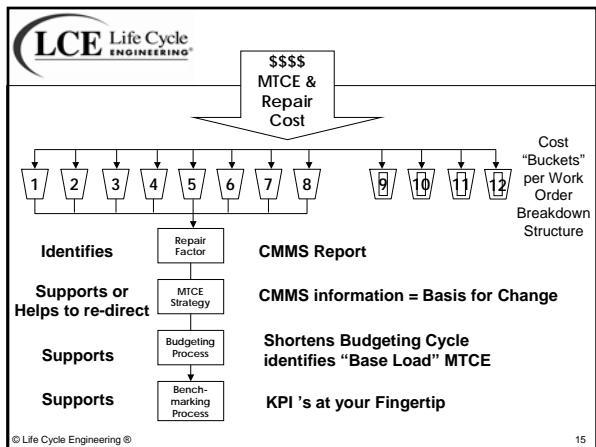 LCE Life Cycle
ENGINEERING®
$$$$
MTCE &
Repair
Cost
1 2 3 4 5 6 7 8 9 10 11 12
Cost
"Buckets"
per Work
Order
Breakdown
Structure
Identifies
Repair
Factor
CMMS Report
Supports or
Helps to re-direct
MTCE
Strategy
CMMS information = Basis for Change
Supports
Budgeting
Process
Shortens Budgeting Cycle
identifies "Base Load" MTCE
Supports
Bench-
marking
Process
KPI 's at your Fingertip
© Life Cycle Engineering ®
15